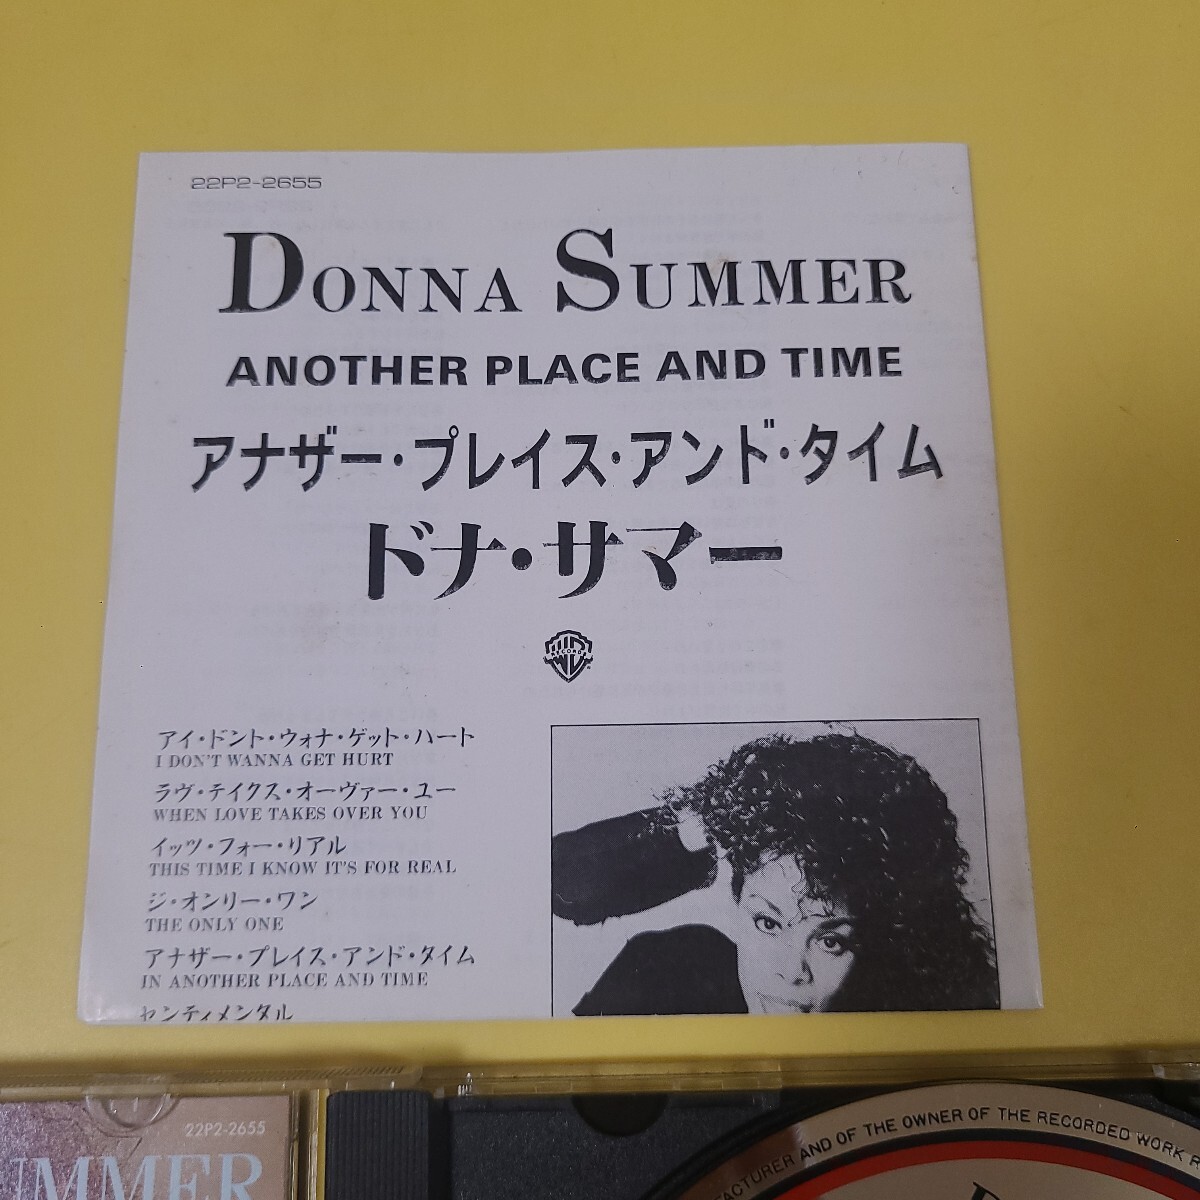 22P2-2655
DONNA SUMMER
ANOTHER PLACE AND TIME
アナザー・プレイス・アンド・タイム
ドナ・サマー
WB
RECORDS
アイ・ドント・ウォナ・ゲット・ハート
I DON'T WANNA GET HURT
ラヴ・テイクス・オーヴァー・ユー
WHEN LOVE TAKES OVER YOU
イッツ・フォー・リアル
THIS TIME I KNOW IT'S FOR REAL
ジ・オンリー・ワン
THE ONLY ONE
アナザー・プレイス・アンド・タイム
IN ANOTHER PLACE AND TIME
センティメンタル
22P2-2655
UMMER
FACTURER AND OF THE OWNER OF THE RECORDED WORK R